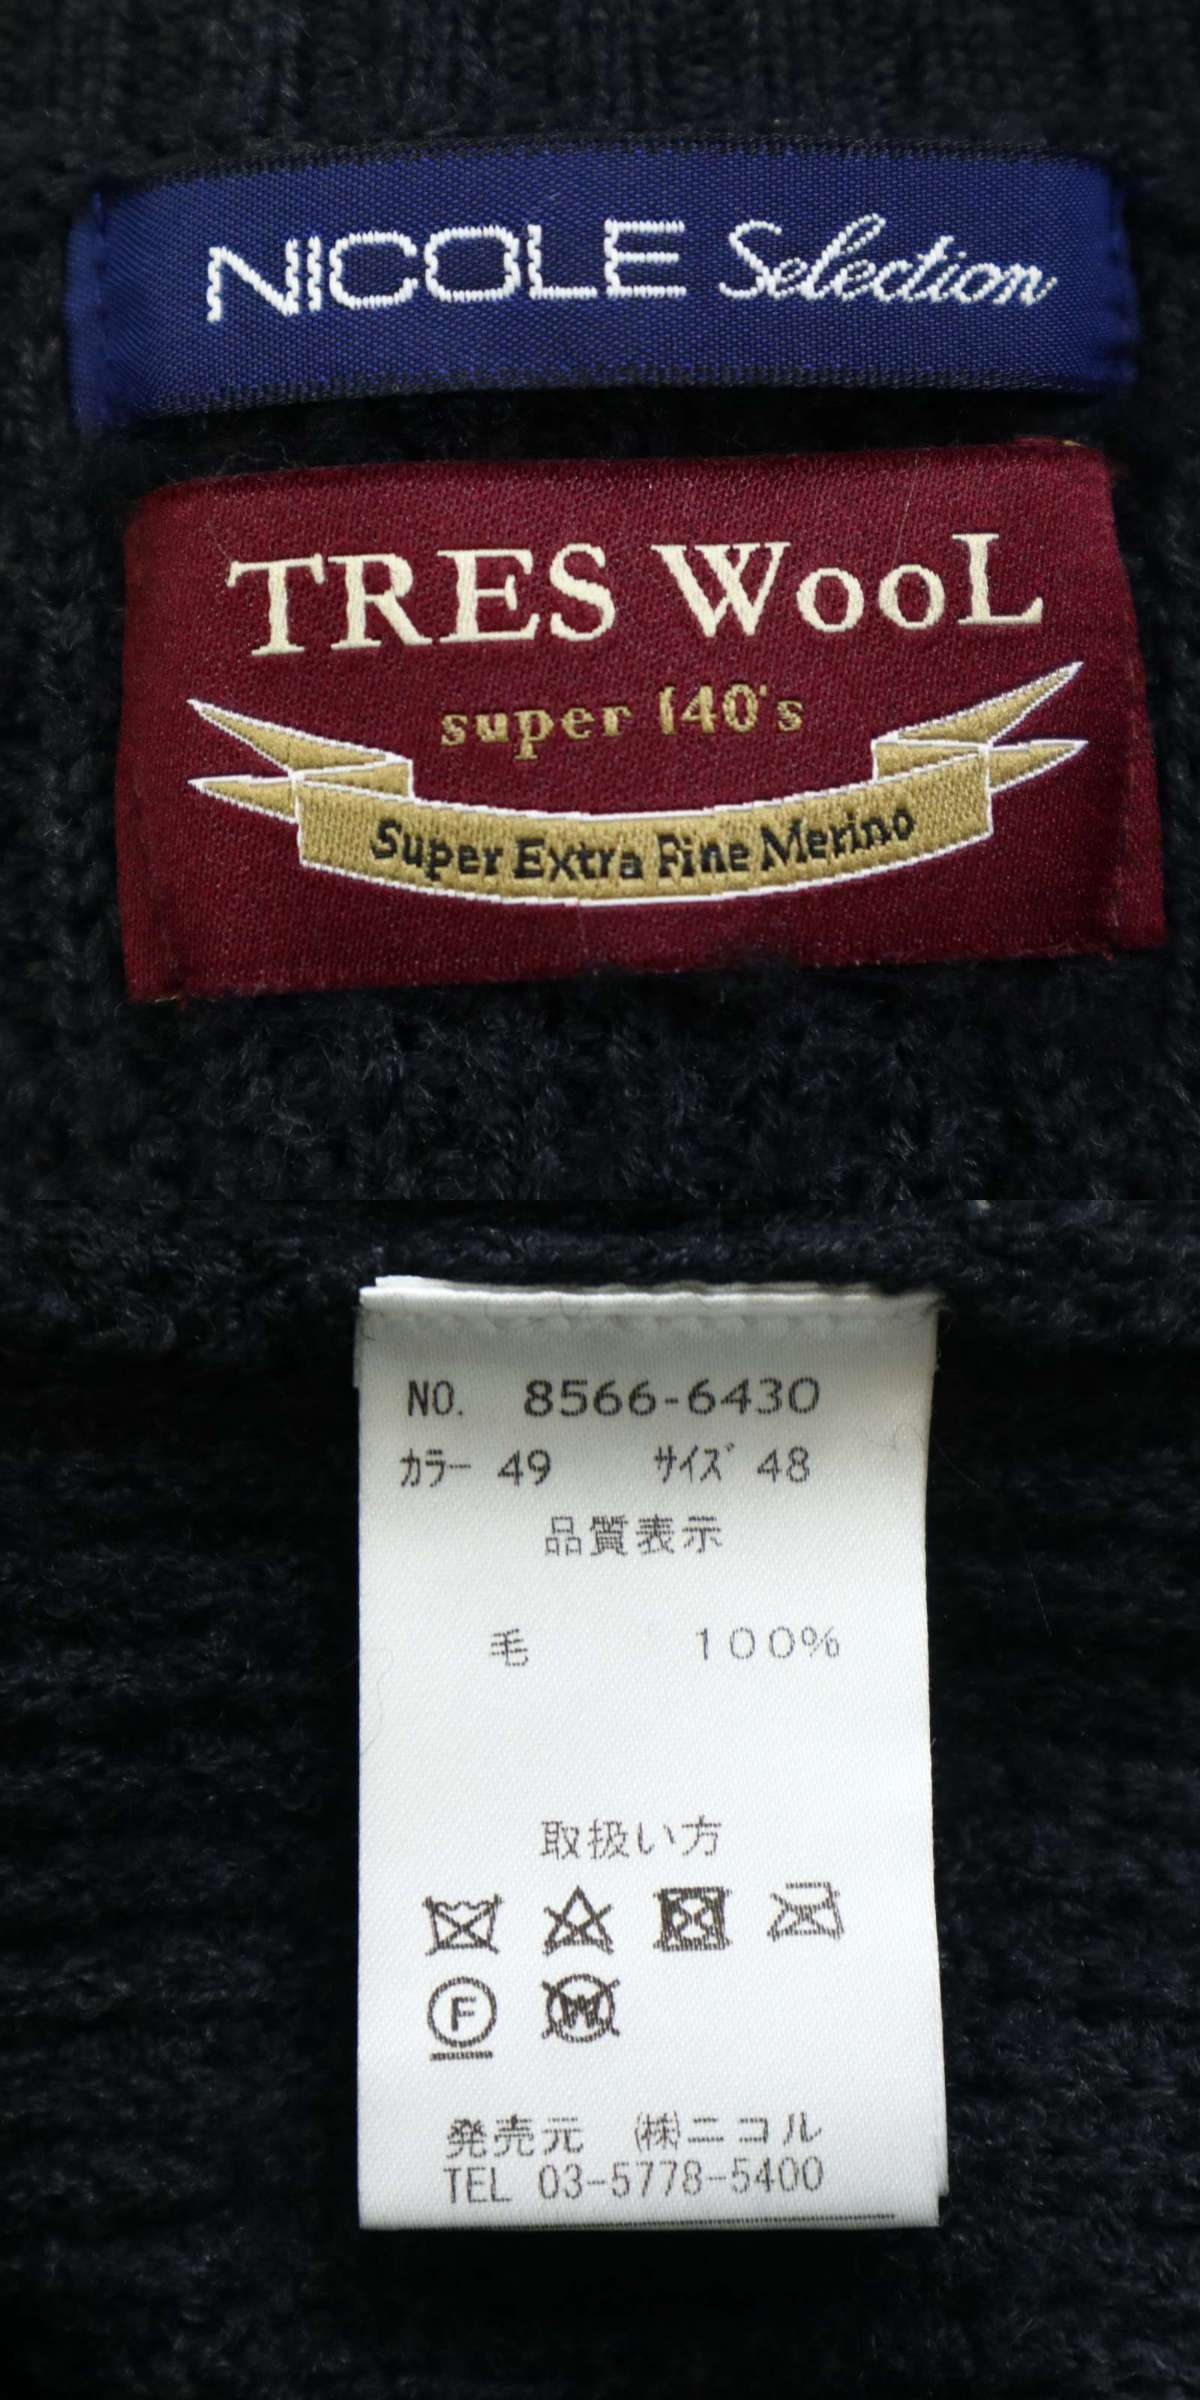 NICOLE Selection
TRES WOOL
super 140's
Super Extra Fine Merino
NO. 8566-6430
カラー 49 サイズ 48
品質表示
毛 100%
取扱い方
F W
発売元 ㈱ニコル
TEL 03-5778-5400